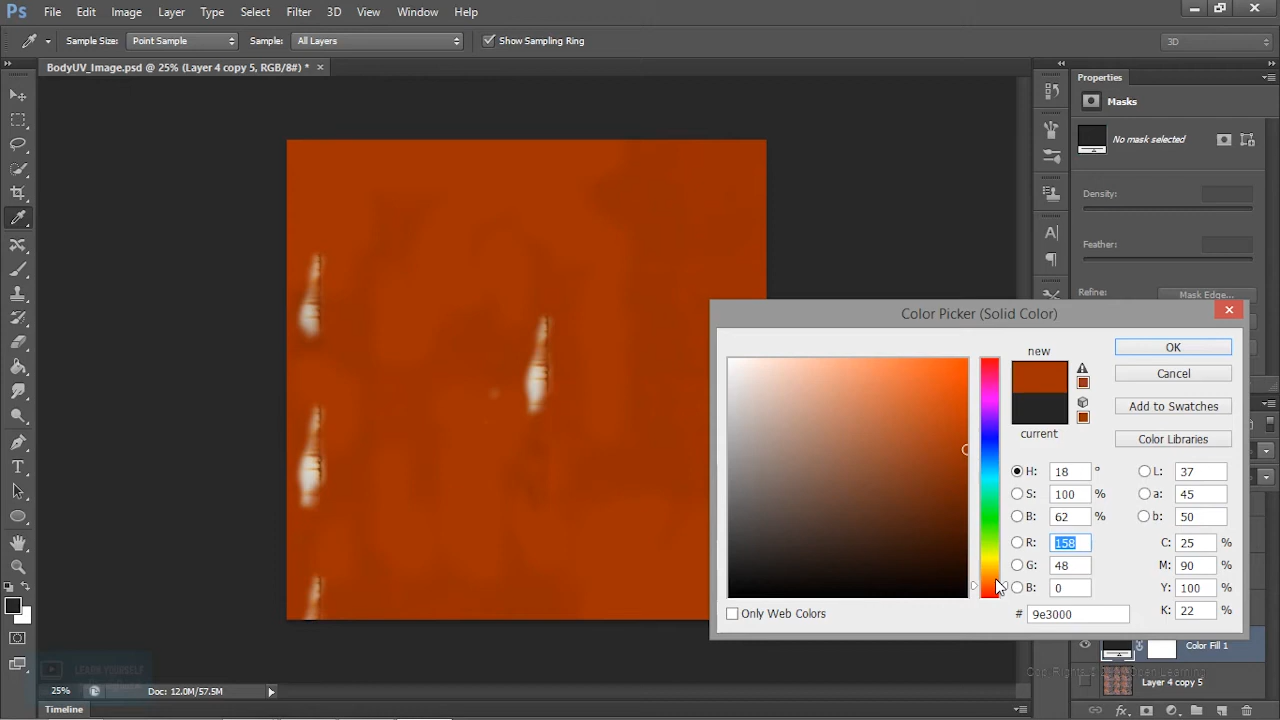 Ps File Edit Image Layer Type Select Filter 3D View Window Help
Sample Size: Point Sample Sample: All Layers Show Sampling Ring 3D
BodyUV_Image.psd @ 25% (Layer 4 copy 5, RGB/8#) *
Properties
Masks
No mask selected
Density:
Feather:
Refine: Mask Edge...
Color Picker (Solid Color)
new
OK
Cancel
Add to Swatches
current
Color Libraries
H: 18 ° L: 37
S: 100 % a: 45
B: 62 % b: 50
R: 158 C: 25 %
G: 48 M: 90 %
B: 0 Y: 100 %
# 9e3000 K: 22 %
Only Web Colors
Color Fill 1
Layer 4 copy 5
LEARN YOURSELF
25% Doc: 12.0M/57.5M
Timeline